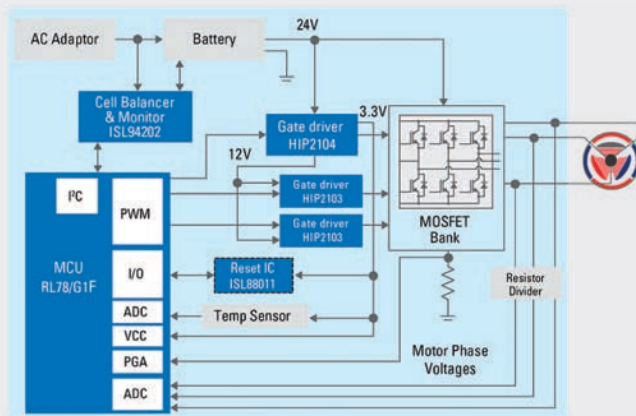 AC Adaptor
Battery
24V
Cell Balancer
& Monitor
ISL94202
Gate driver
HIP2104
3.3V
12V
Gate driver
HIP2103
Gate driver
HIP2103
MOSFET
Bank
I²C
PWM
MCU
RL78/G1F
I/O
Reset IC
ISL88011
Resistor
Divider
ADC
Temp Sensor
VCC
PGA
Motor Phase
Voltages
ADC